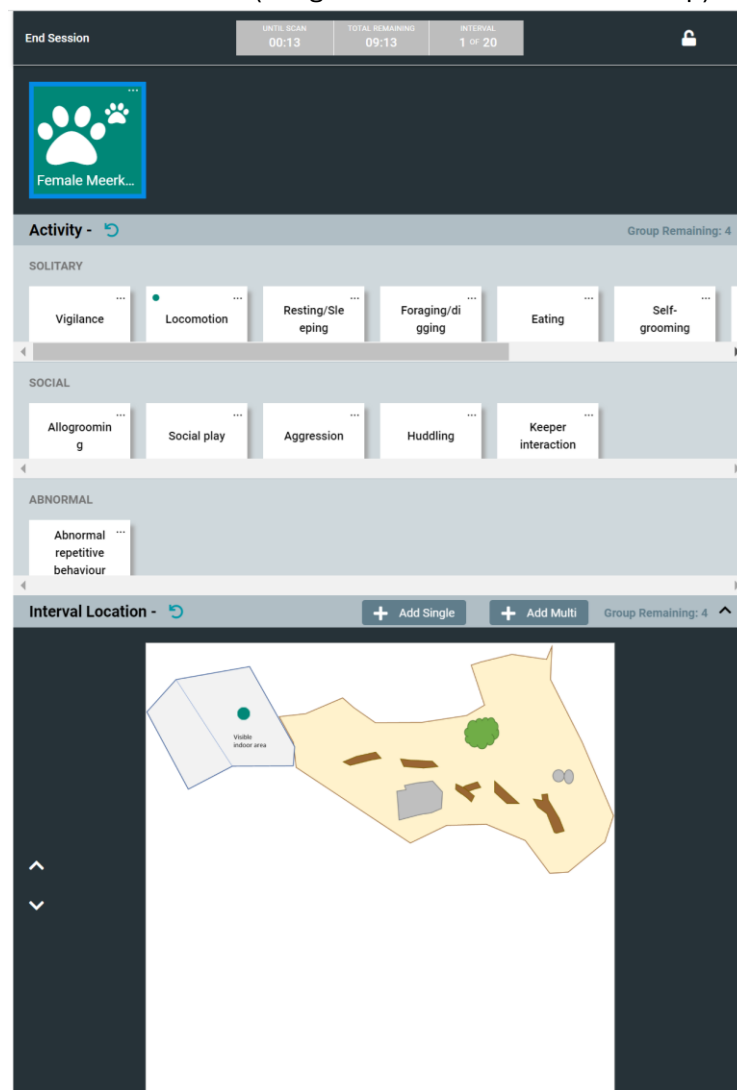 End Session
UNTIL SCAN
00:13
TOTAL REMAINING
09:13
INTERVAL
1 OF 20
Female Meerk...
Activity -
Group Remaining: 4
SOLITARY
Vigilance
Locomotion
Resting/Sle
eping
Foraging/di
gging
Eating
Self-
grooming
SOCIAL
Allogroomin
g
Social play
Aggression
Huddling
Keeper
interaction
ABNORMAL
Abnormal
repetitive
behaviour
Interval Location -
Add Single
Add Multi
Group Remaining: 4
Visible
indoor area